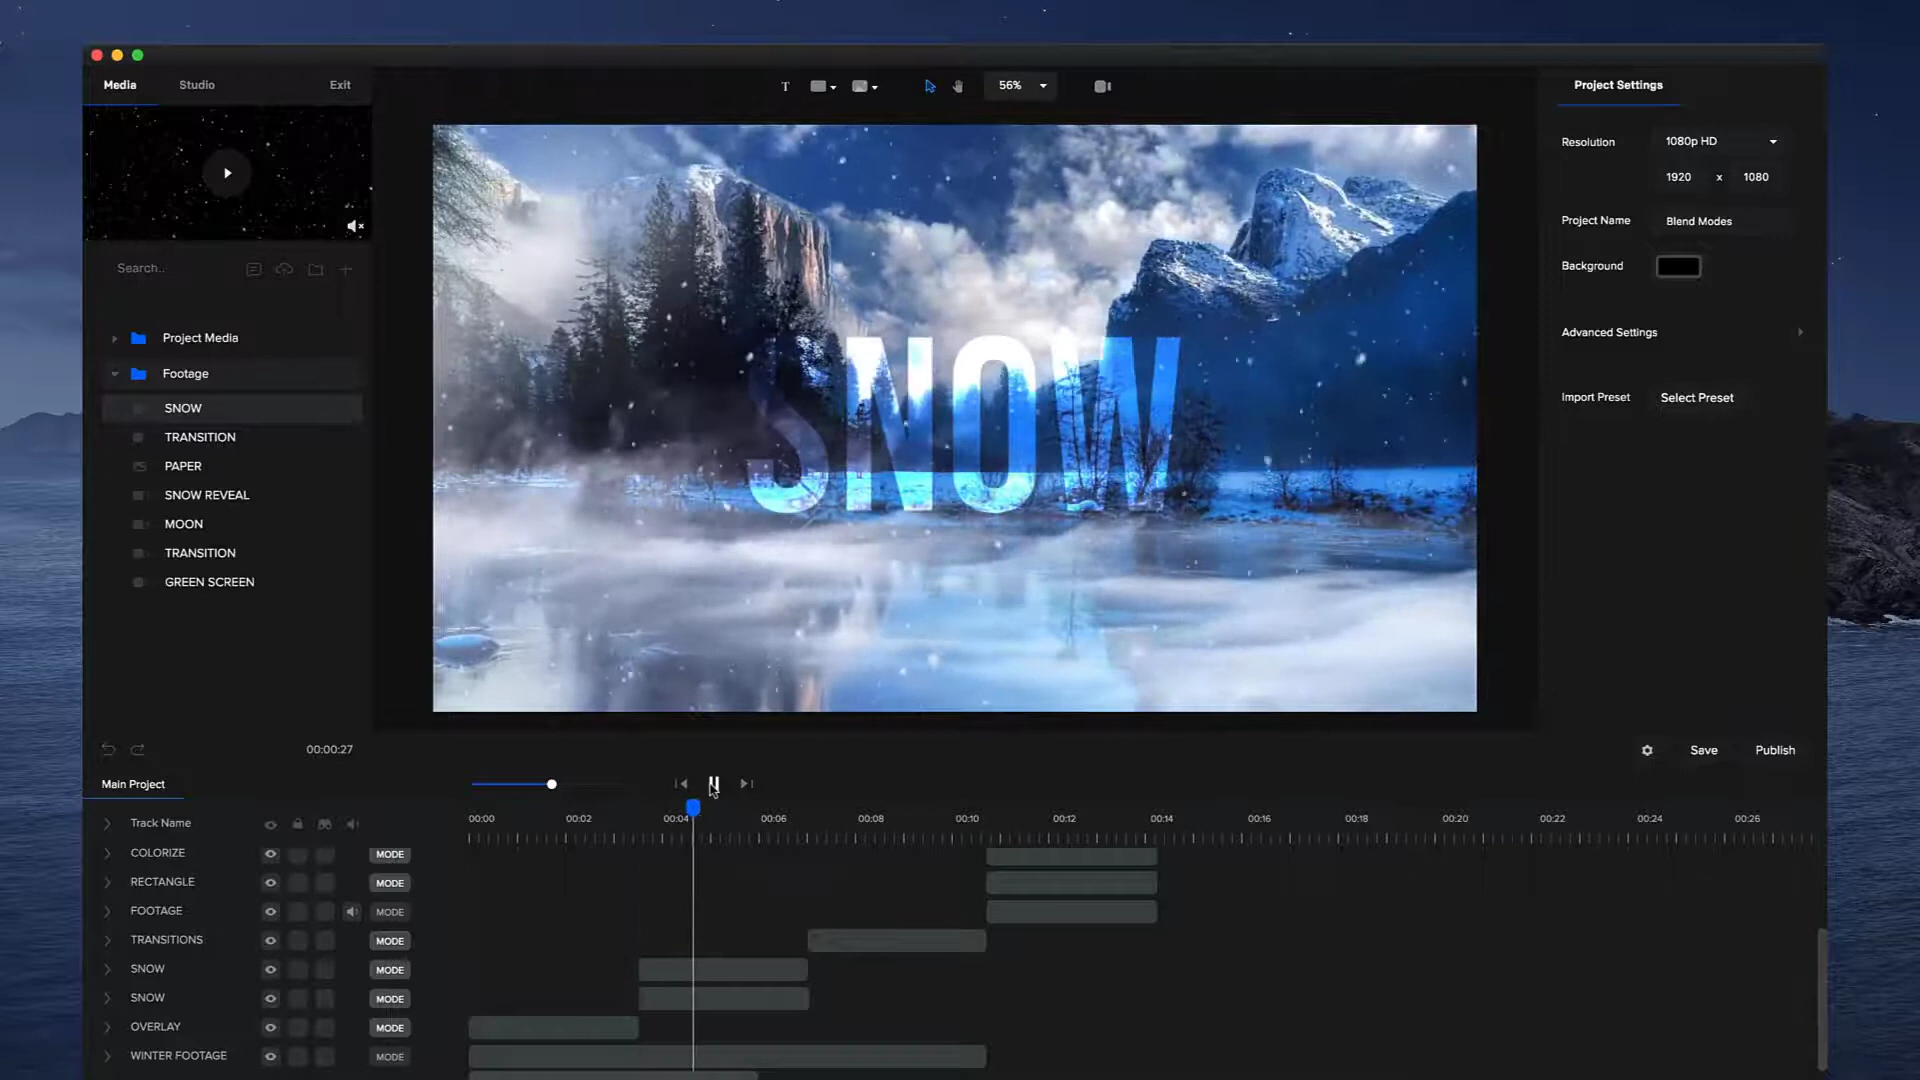 Media Studio Exit
T 56%
Project Settings
Resolution 1080p HD
1920 x 1080
Project Name Blend Modes
Background
Advanced Settings
Import Preset Select Preset
Search..
Project Media
Footage
SNOW
TRANSITION
PAPER
SNOW REVEAL
MOON
TRANSITION
GREEN SCREEN
SNOW
00:00:27
Save Publish
Main Project
Track Name
00:00 00:02 00:04 00:06 00:08 00:10 00:12 00:14 00:16 00:18 00:20 00:22 00:24 00:26
COLORIZE MODE
RECTANGLE MODE
FOOTAGE MODE
TRANSITIONS MODE
SNOW MODE
SNOW MODE
OVERLAY MODE
WINTER FOOTAGE MODE